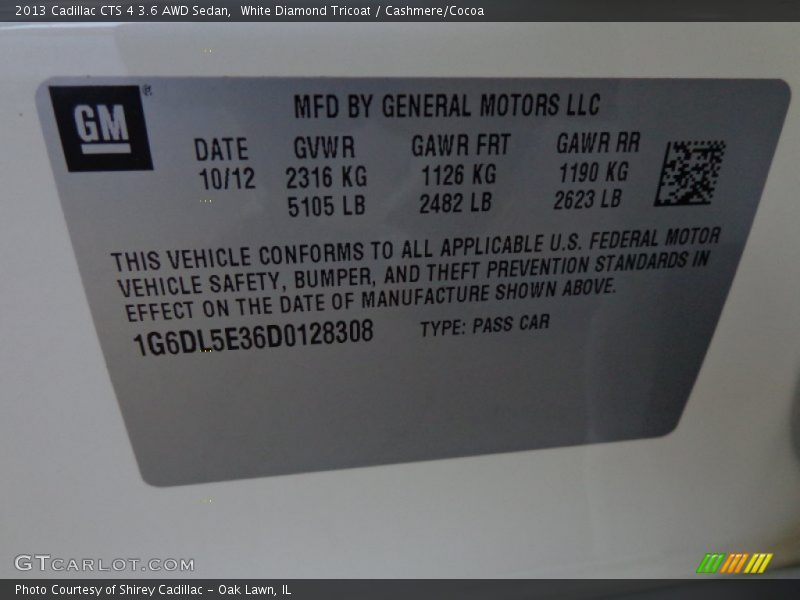 2013 Cadillac CTS 4 3.6 AWD Sedan,  White Diamond Tricoat / Cashmere/Cocoa
GM ®
MFD BY GENERAL MOTORS LLC
DATE GVWR GAWR FRT GAWR RR
10/12 2316 KG 1126 KG 1190 KG
5105 LB 2482 LB 2623 LB
THIS VEHICLE CONFORMS TO ALL APPLICABLE U.S. FEDERAL MOTOR
VEHICLE SAFETY, BUMPER, AND THEFT PREVENTION STANDARDS IN
EFFECT ON THE DATE OF MANUFACTURE SHOWN ABOVE.
1G6DL5E36D0128308 TYPE: PASS CAR
GTCARLOT.COM
Photo Courtesy of Shirey Cadillac - Oak Lawn, IL